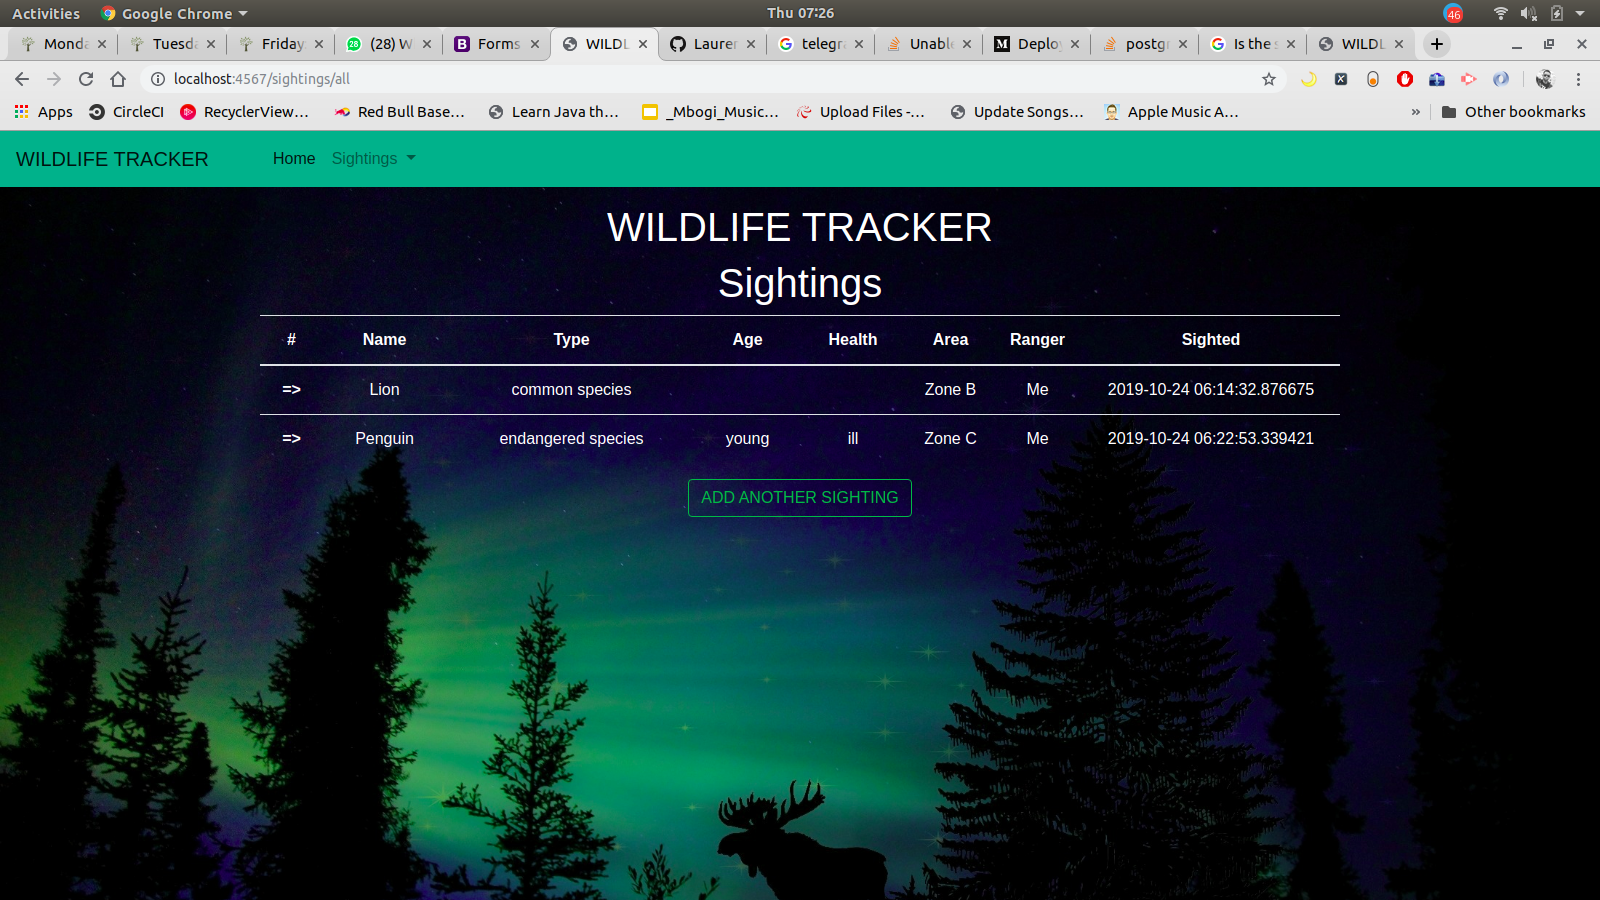 Activities Google Chrome Thu 07:26 46
Monda Tuesda Friday (28) W Forms WILDL Lauren telegra Unable Deploy postgr Is the s WILDL
localhost:4567/sightings/all
Apps CircleCI RecyclerView... Red Bull Base... Learn Java th... _Mbogi_Music... Upload Files -... Update Songs... Apple Music A... » Other bookmarks
WILDLIFE TRACKER Home Sightings
WILDLIFE TRACKER
Sightings
# Name Type Age Health Area Ranger Sighted
=> Lion common species Zone B Me 2019-10-24 06:14:32.876675
=> Penguin endangered species young ill Zone C Me 2019-10-24 06:22:53.339421
ADD ANOTHER SIGHTING